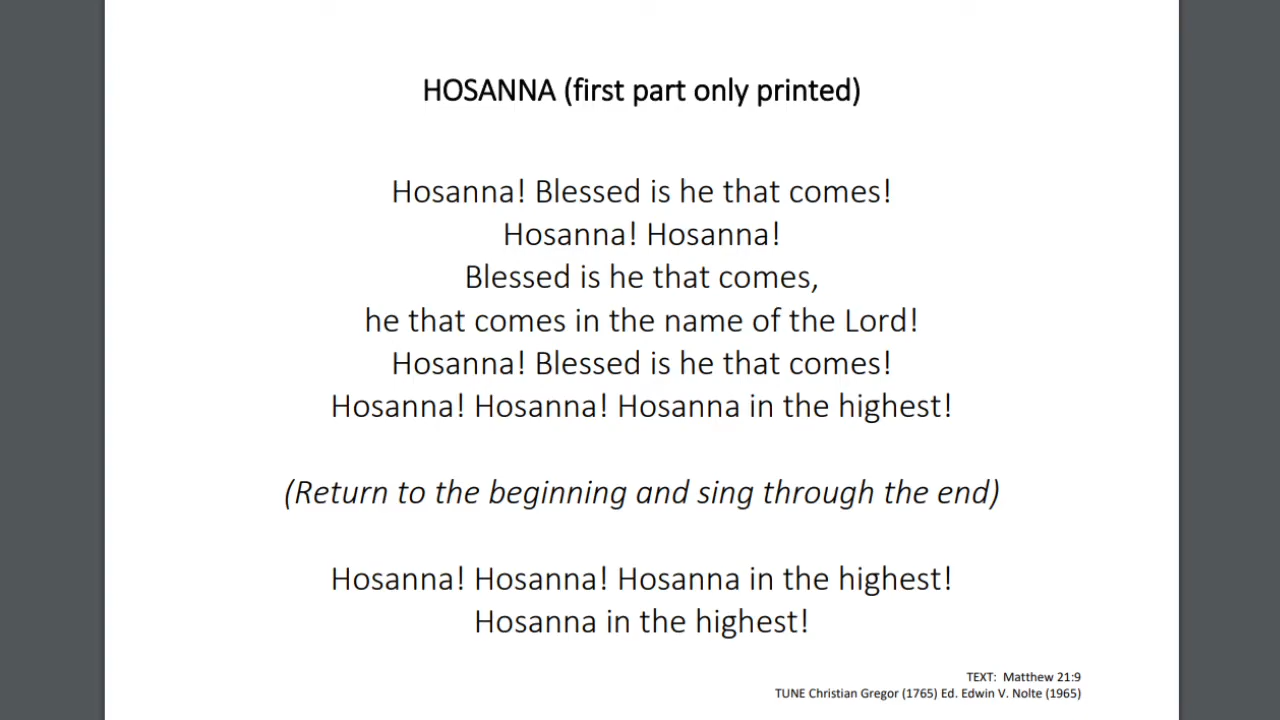 HOSANNA (first part only printed)
Hosanna! Blessed is he that comes!
Hosanna! Hosanna!
Blessed is he that comes,
he that comes in the name of the Lord!
Hosanna! Blessed is he that comes!
Hosanna! Hosanna! Hosanna in the highest!
(Return to the beginning and sing through the end)
Hosanna! Hosanna! Hosanna in the highest!
Hosanna in the highest!
TEXT: Matthew 21:9
TUNE Christian Gregor (1765) Ed. Edwin V. Nolte (1965)